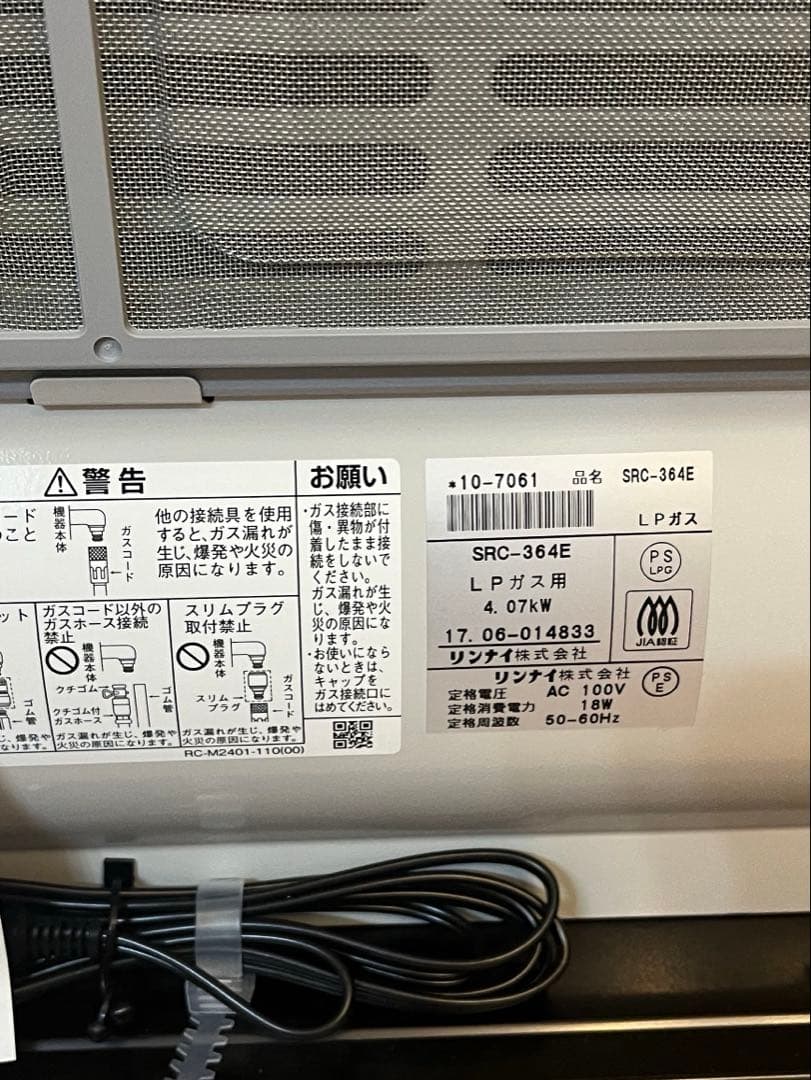 ⚠警告
ード
つこと
機器本体
ガスコード
他の接続具を使用
すると、ガス漏れが
生じ、爆発や火災の
原因になります。
ット
ゴム管
ガスコード以外の
ガスホース接続
禁止
機器本体
クチゴム
クチゴム付
ガスホース
ゴム管
スリムプラグ
取付禁止
機器本体
スリム
プラグ
ガスコード
爆発や
なります。
ガス漏れが生じ、爆発や
火災の原因になります。
ガス漏れが生じ、爆発や
火災の原因になります。
RC-M2401-110(00)
お願い
・ガス接続部に
傷・異物が付
着したまま接
続をしないで
ください。
ガス漏れが生
じ、爆発や火
災の原因にな
ります。
・お使いになら
ないときは、
キャップを
ガス接続口に
はめてください。
*10-7061 品名 SRC-364E
LPガス
SRC-364E
LPガス用
4.07kW
17.06-014833
リンナイ株式会社
PS
LPG
JIA認証
リンナイ株式会社
定格電圧 AC 100V
定格消費電力 18W
定格周波数 50-60Hz
PS
E